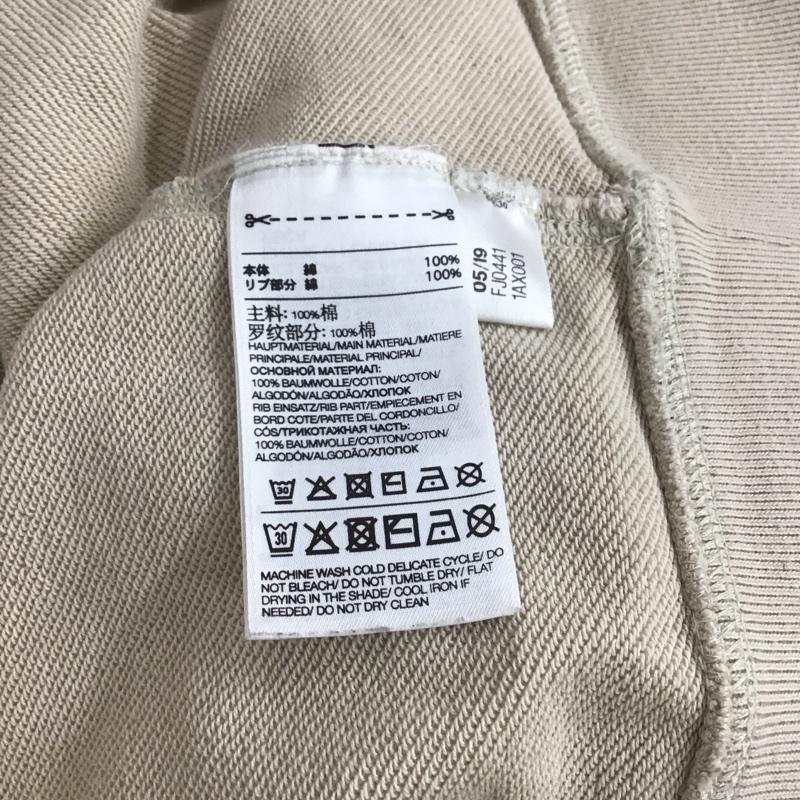 本体 綿 100%
リブ部分 綿 100%
主料: 100%棉
罗纹部分: 100%棉
HAUPTMATERIAL/MAIN MATERIAL/MATIERE
PRINCIPALE/MATERIAL PRINCIPAL/
ОСНОВНОЙ МАТЕРИАЛ:
100% BAUMWOLLE/COTTON/COTON/
ALGODÓN/ALGODÃO/ХЛОПОК
RIB EINSATZ/RIB PART/EMPIECEMENT EN
BORD COTE/PARTE DEL CORDONCILLO/
CÓS/ТРИКОТАЖНАЯ ЧАСТЬ:
100% BAUMWOLLE/COTTON/COTON/
ALGODÓN/ALGODÃO/ХЛОПОК
30
30
MACHINE WASH COLD DELICATE CYCLE/ DO
NOT BLEACH/ DO NOT TUMBLE DRY/ FLAT
DRYING IN THE SHADE/ COOL IRON IF
NEEDED/ DO NOT DRY CLEAN
05/19
FJ0441
1AX001